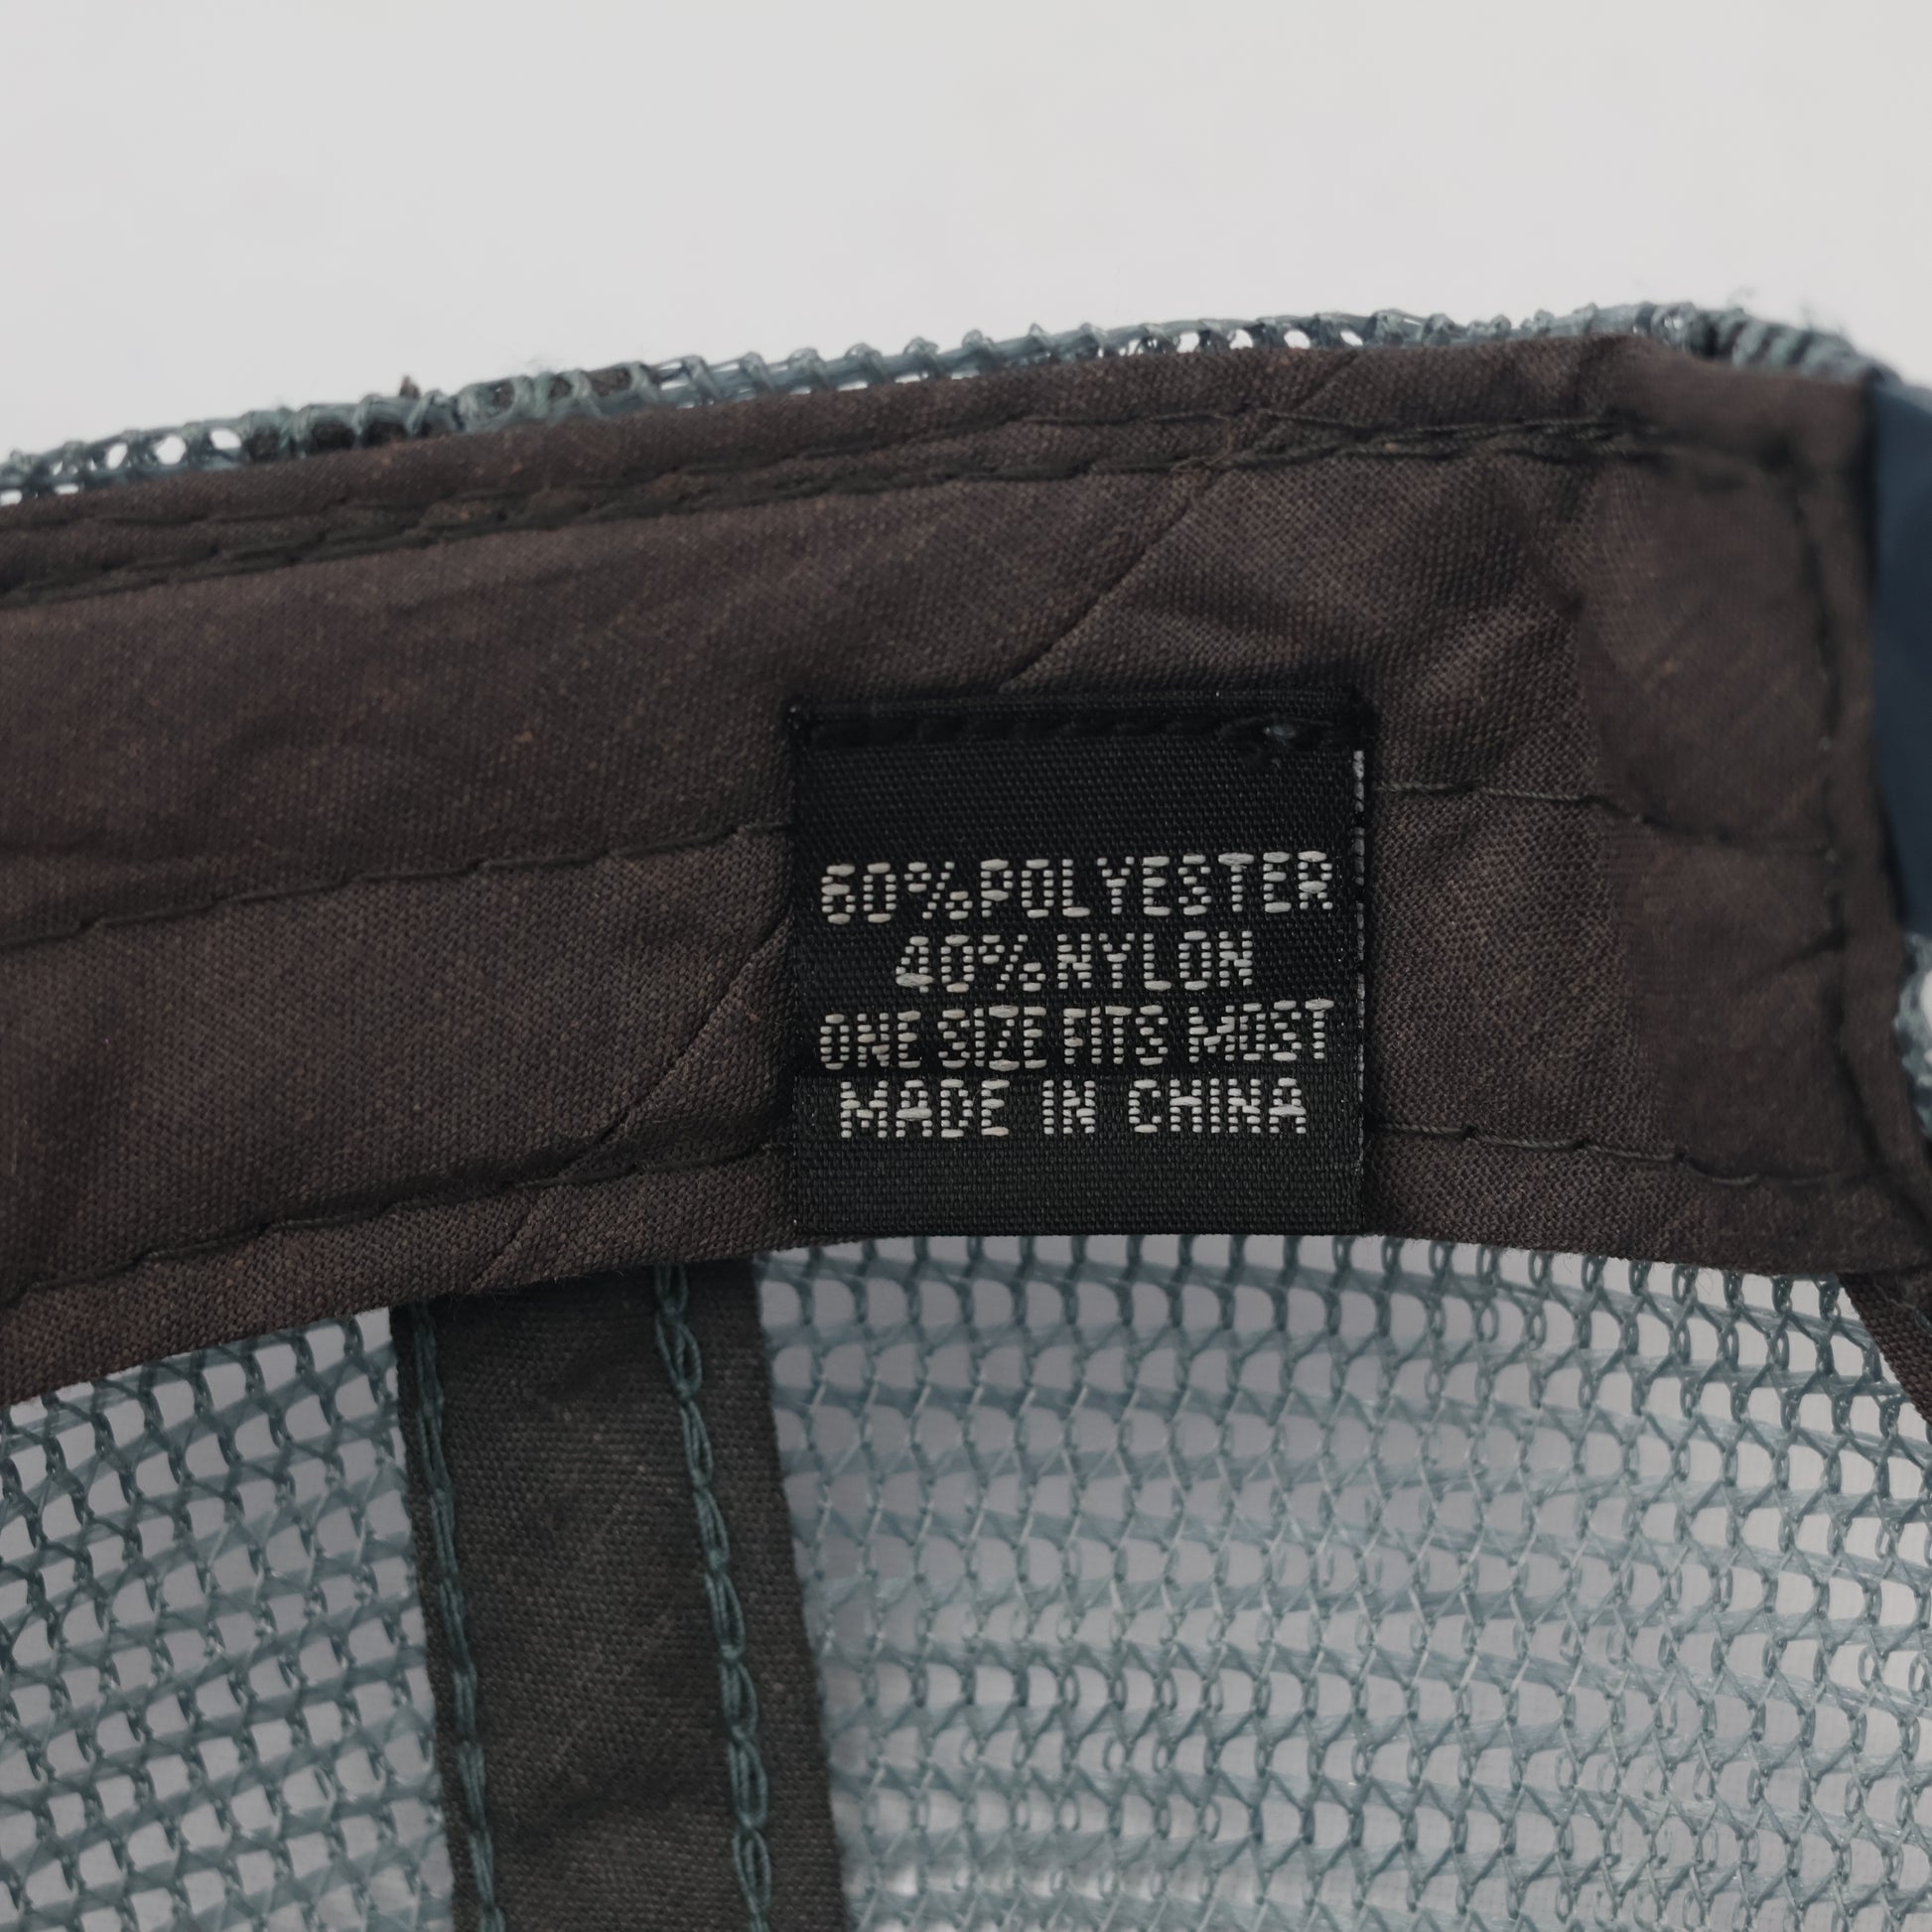 60%POLYESTER
40%NYLON
ONE SIZE FITS MOST
MADE IN CHINA